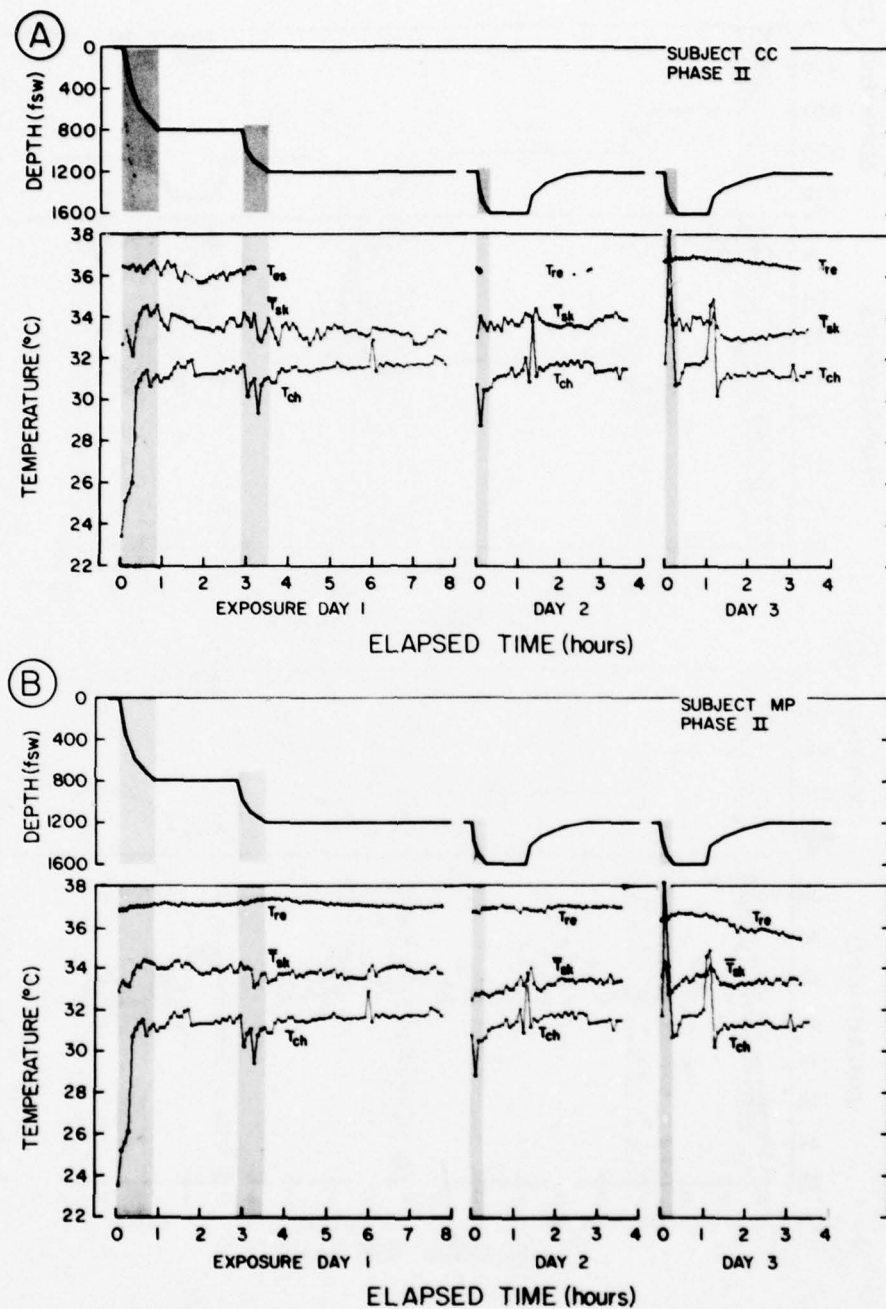 A
SUBJECT CC
PHASE II
DEPTH (fsw)
0
400
800
1200
1600
TEMPERATURE (°C)
38
36
34
32
30
28
26
24
22
Tes
T̅sk
Tch
Tre
T̅sk
Tch
Tre
T̅sk
Tch
0 1 2 3 4 5 6 7 8
0 1 2 3 4
0 1 2 3 4
EXPOSURE DAY 1
DAY 2
DAY 3
ELAPSED TIME (hours)
B
SUBJECT MP
PHASE II
DEPTH (fsw)
0
400
800
1200
1600
TEMPERATURE (°C)
38
36
34
32
30
28
26
24
22
Tre
T̅sk
Tch
Tre
T̅sk
Tch
Tre
T̅sk
Tch
0 1 2 3 4 5 6 7 8
0 1 2 3 4
0 1 2 3 4
EXPOSURE DAY 1
DAY 2
DAY 3
ELAPSED TIME (hours)